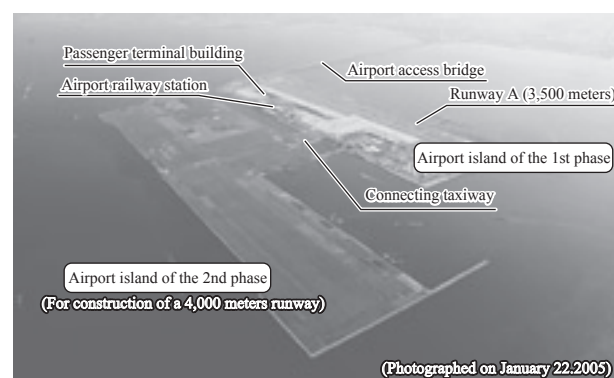 Passenger terminal building
Airport access bridge
Airport railway station
Runway A (3,500 meters)
Airport island of the 1st phase
Connecting taxiway
Airport island of the 2nd phase
(For construction of a 4,000 meters runway)
(Photographed on January 22.2005)